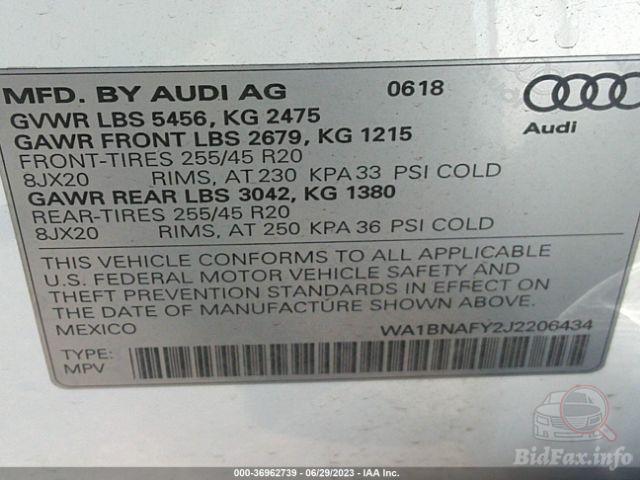 MFD. BY AUDI AG 0618
GVWR LBS 5456, KG 2475
GAWR FRONT LBS 2679, KG 1215
Audi
FRONT-TIRES 255/45 R20
8JX20 RIMS, AT 230 KPA 33 PSI COLD
GAWR REAR LBS 3042, KG 1380
REAR-TIRES 255/45 R20
8JX20 RIMS, AT 250 KPA 36 PSI COLD
THIS VEHICLE CONFORMS TO ALL APPLICABLE
U.S. FEDERAL MOTOR VEHICLE SAFETY AND
THEFT PREVENTION STANDARDS IN EFFECT ON
THE DATE OF MANUFACTURE SHOWN ABOVE.
MEXICO WA1BNAFY2J2206434
TYPE:
MPV
BidFax.info
000-36962739 - 06/29/2023 - IAA Inc.